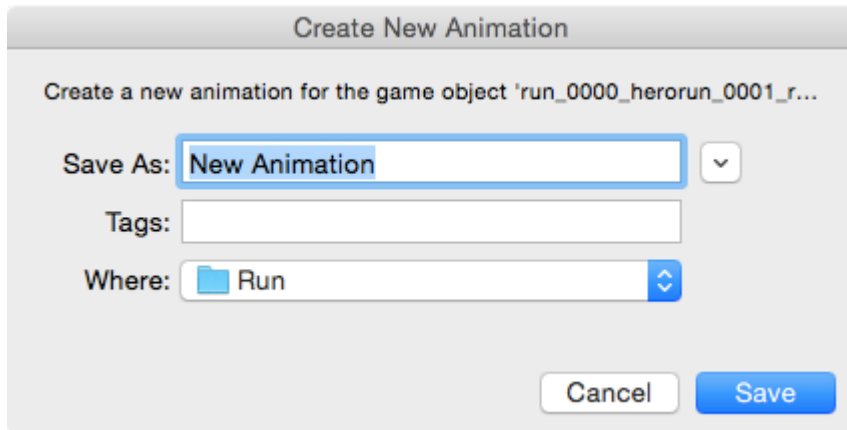 Create New Animation
Create a new animation for the game object 'run_0000_herorun_0001_r...
Save As: New Animation
Tags:
Where: Run
Cancel Save